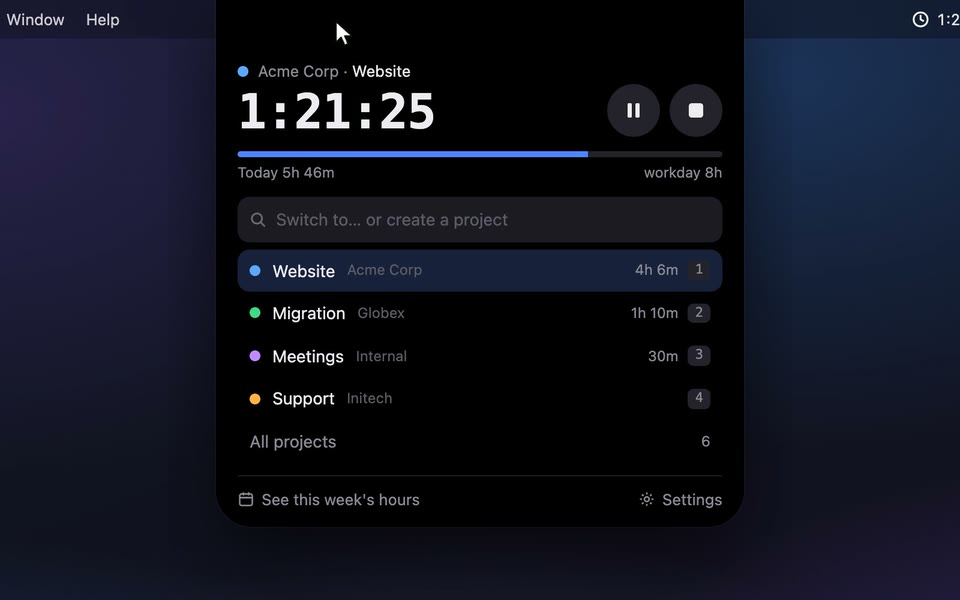 Window Help 1:2
Acme Corp · Website
1:21:25
Today 5h 46m workday 8h
Switch to... or create a project
Website Acme Corp 4h 6m 1
Migration Globex 1h 10m 2
Meetings Internal 30m 3
Support Initech 4
All projects 6
See this week's hours Settings